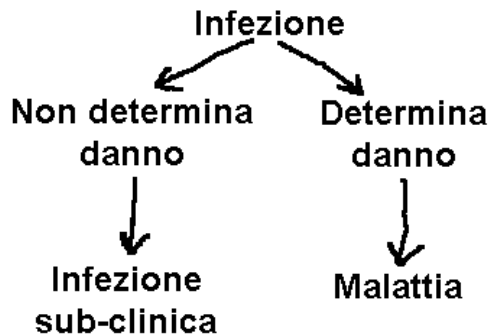 Infezione
Non determina
danno
Determina
danno
Infezione
sub-clinica
Malattia